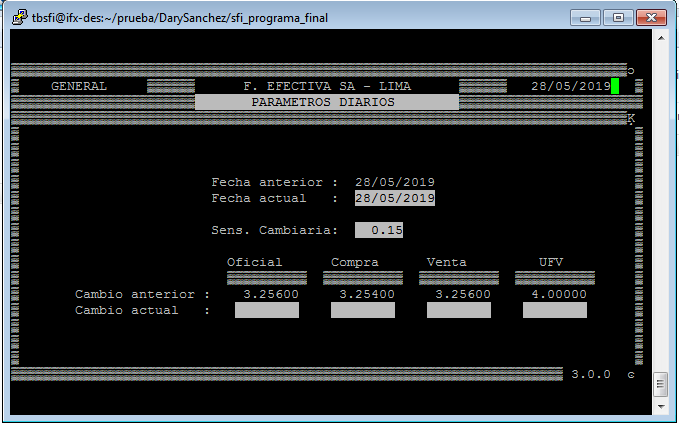 tbsfi@ifx-des:~/prueba/DarySanchez/sfi_programa_final
GENERAL F. EFECTIVA SA - LIMA 28/05/2019
PARAMETROS DIARIOS
Fecha anterior : 28/05/2019
Fecha actual : 28/05/2019
Sens. Cambiaria: 0.15
Oficial Compra Venta UFV
Cambio anterior : 3.25600 3.25400 3.25600 4.00000
Cambio actual :
3.0.0